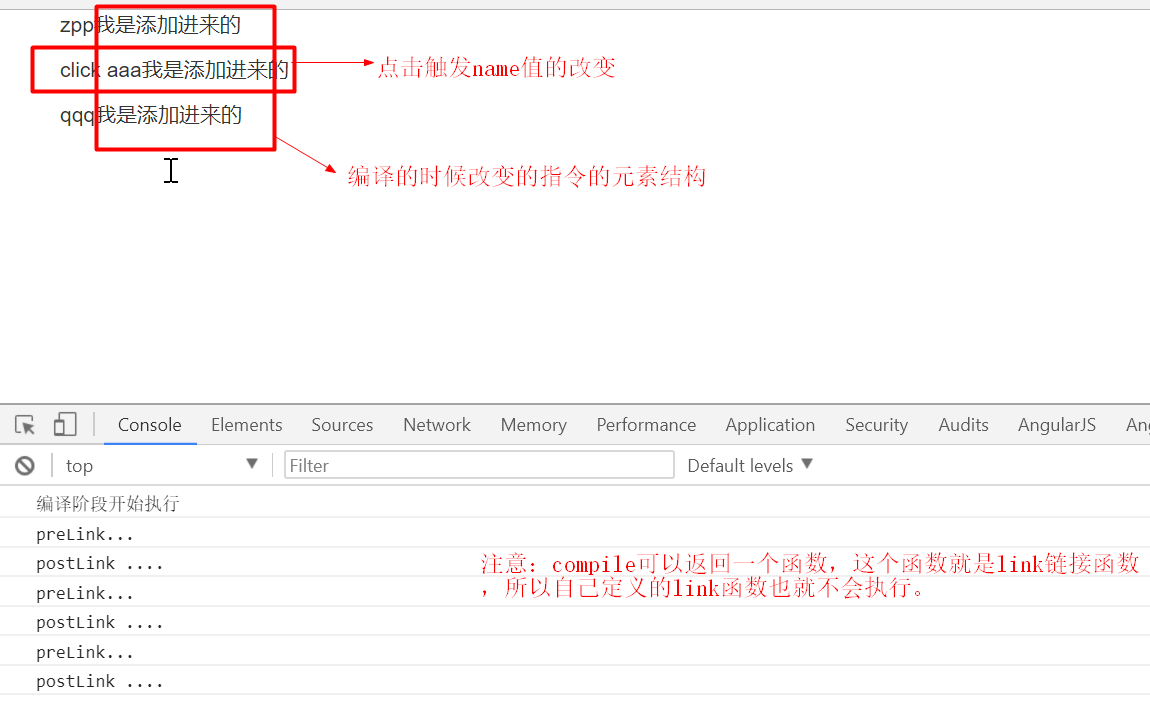 zpp我是添加进来的
click aaa我是添加进来的
点击触发name值的改变
qqq我是添加进来的
编译的时候改变的指令的元素结构
Console Elements Sources Network Memory Performance Application Security Audits AngularJS
top Filter Default levels
编译阶段开始执行
preLink...
postLink ....
preLink...
postLink ....
preLink...
postLink ....
注意：compile可以返回一个函数，这个函数就是link链接函数
，所以自己定义的link函数也就不会执行。